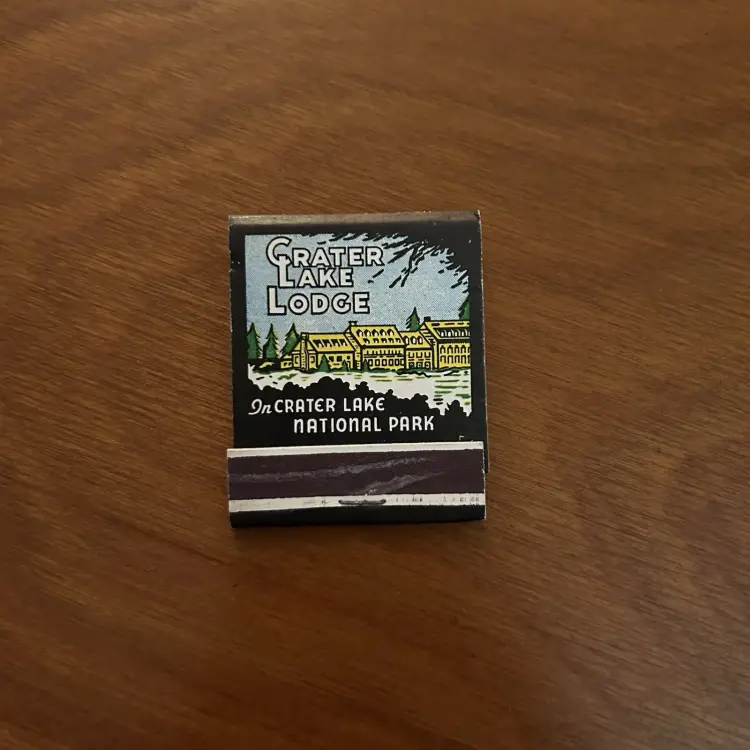 CRATER
LAKE
LODGE
In CRATER LAKE
NATIONAL PARK